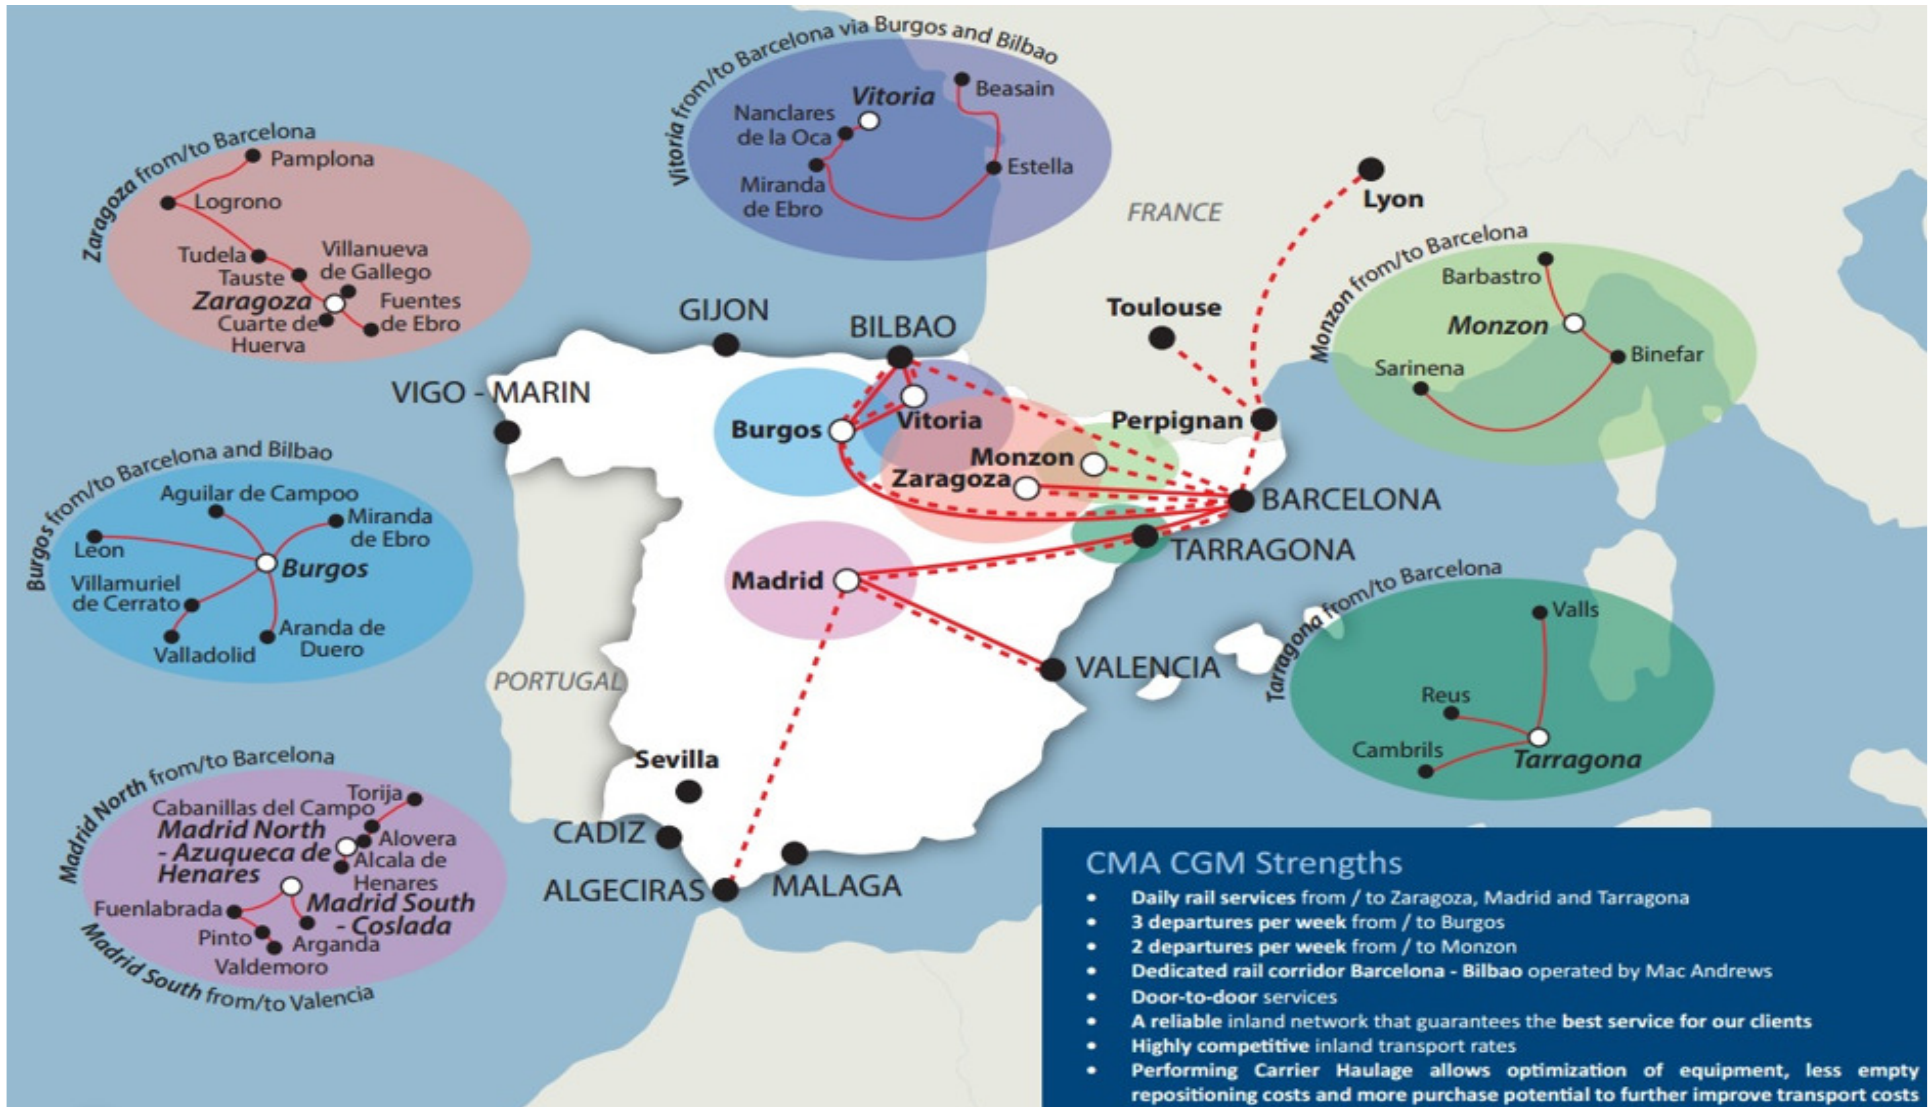 Vitoria from/to Barcelona via Burgos and Bilbao
Beasain
Vitoria
Nanclares
de la Oca
Estella
Miranda
de Ebro
Zaragoza from/to Barcelona
Pamplona
Logrono
Tudela
Villanueva
de Gallego
Tauste
Zaragoza
Fuentes
de Ebro
Cuarte de
Huerva
FRANCE
Lyon
Monzon from/to Barcelona
Barbastro
Monzon
Binefar
Sarinena
GIJON
BILBAO
Toulouse
VIGO - MARIN
Burgos
Vitoria
Perpignan
Monzon
Zaragoza
BARCELONA
TARRAGONA
Madrid
VALENCIA
PORTUGAL
Sevilla
CADIZ
ALGECIRAS
MALAGA
Burgos from/to Barcelona and Bilbao
Aguilar de Campoo
Miranda
de Ebro
Leon
Burgos
Villamuriel
de Cerrato
Aranda de
Duero
Valladolid
Tarragona from/to Barcelona
Valls
Reus
Cambrils
Tarragona
Madrid North from/to Barcelona
Torija
Cabanillas del Campo
Madrid North
- Azuqueca de
Henares
Alovera
Alcala de
Henares
Fuenlabrada
Madrid South
- Coslada
Pinto
Arganda
Valdemoro
Madrid South from/to Valencia
CMA CGM Strengths
• Daily rail services from / to Zaragoza, Madrid and Tarragona
• 3 departures per week from / to Burgos
• 2 departures per week from / to Monzon
• Dedicated rail corridor Barcelona - Bilbao operated by Mac Andrews
• Door-to-door services
• A reliable inland network that guarantees the best service for our clients
• Highly competitive inland transport rates
• Performing Carrier Haulage allows optimization of equipment, less empty
repositioning costs and more purchase potential to further improve transport costs